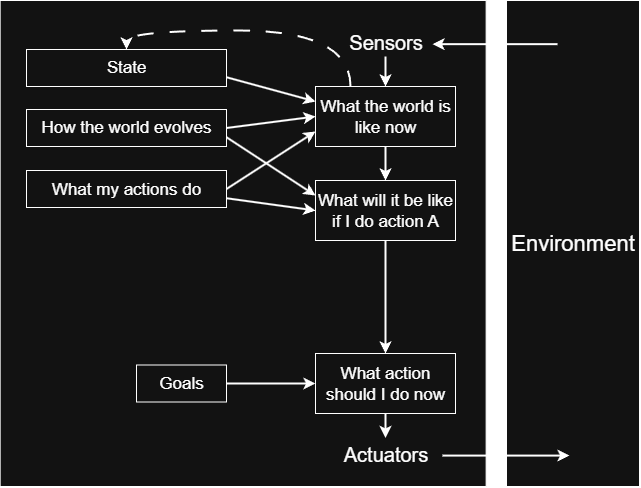 Sensors
State
What the world is
like now
How the world evolves
What my actions do
What will it be like
if I do action A
Environment
Goals
What action
should I do now
Actuators